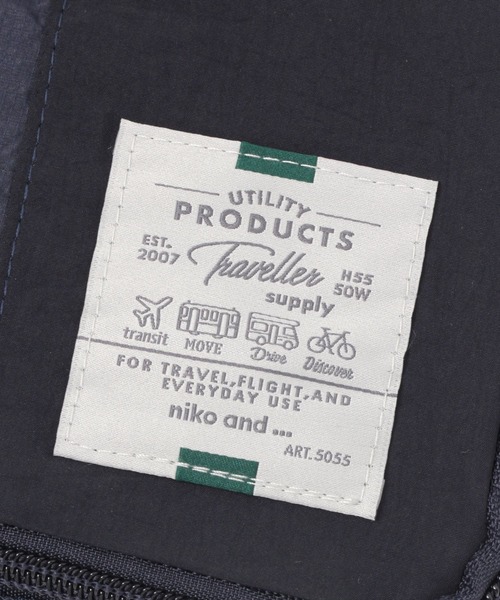 UTILITY
PRODUCTS
EST.
2007
Traveller
H55
50W
supply
transit MOVE Drive Discover
FOR TRAVEL, FLIGHT, AND
EVERYDAY USE
niko and ...
ART.5055